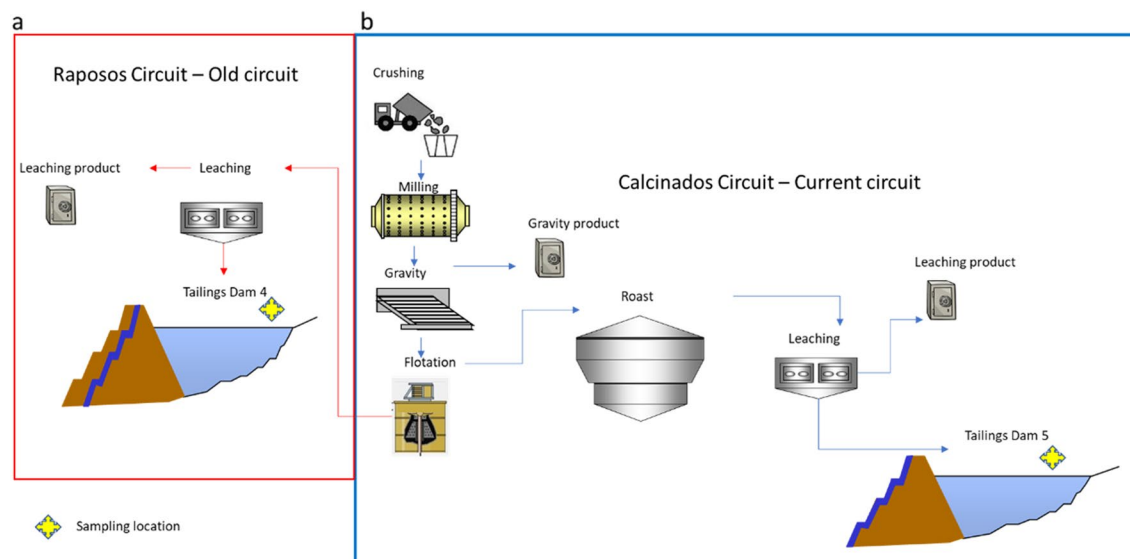 a
b
Raposos Circuit – Old circuit
Leaching product
Leaching
Tailings Dam 4
Sampling location
Crushing
Milling
Calcinados Circuit – Current circuit
Gravity product
Gravity
Leaching product
Roast
Leaching
Flotation
Tailings Dam 5